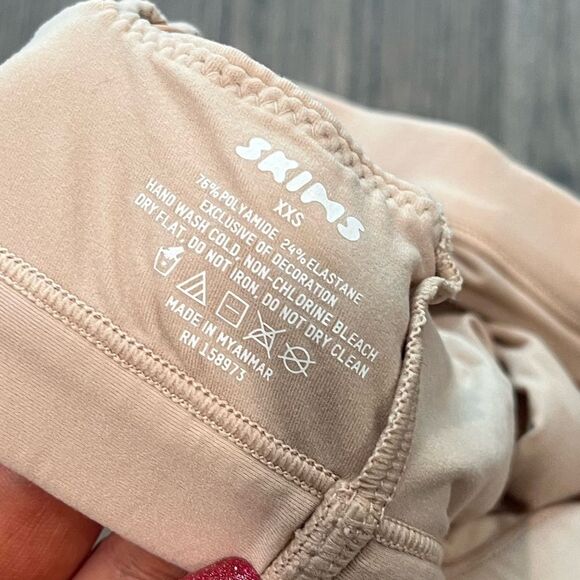 SKIMS
XXS
76% POLYAMIDE 24% ELASTANE
EXCLUSIVE OF DECORATION
HAND WASH COLD, NON-CHLORINE BLEACH
DRY FLAT, DO NOT IRON, DO NOT DRY CLEAN
MADE IN MYANMAR
RN 158973